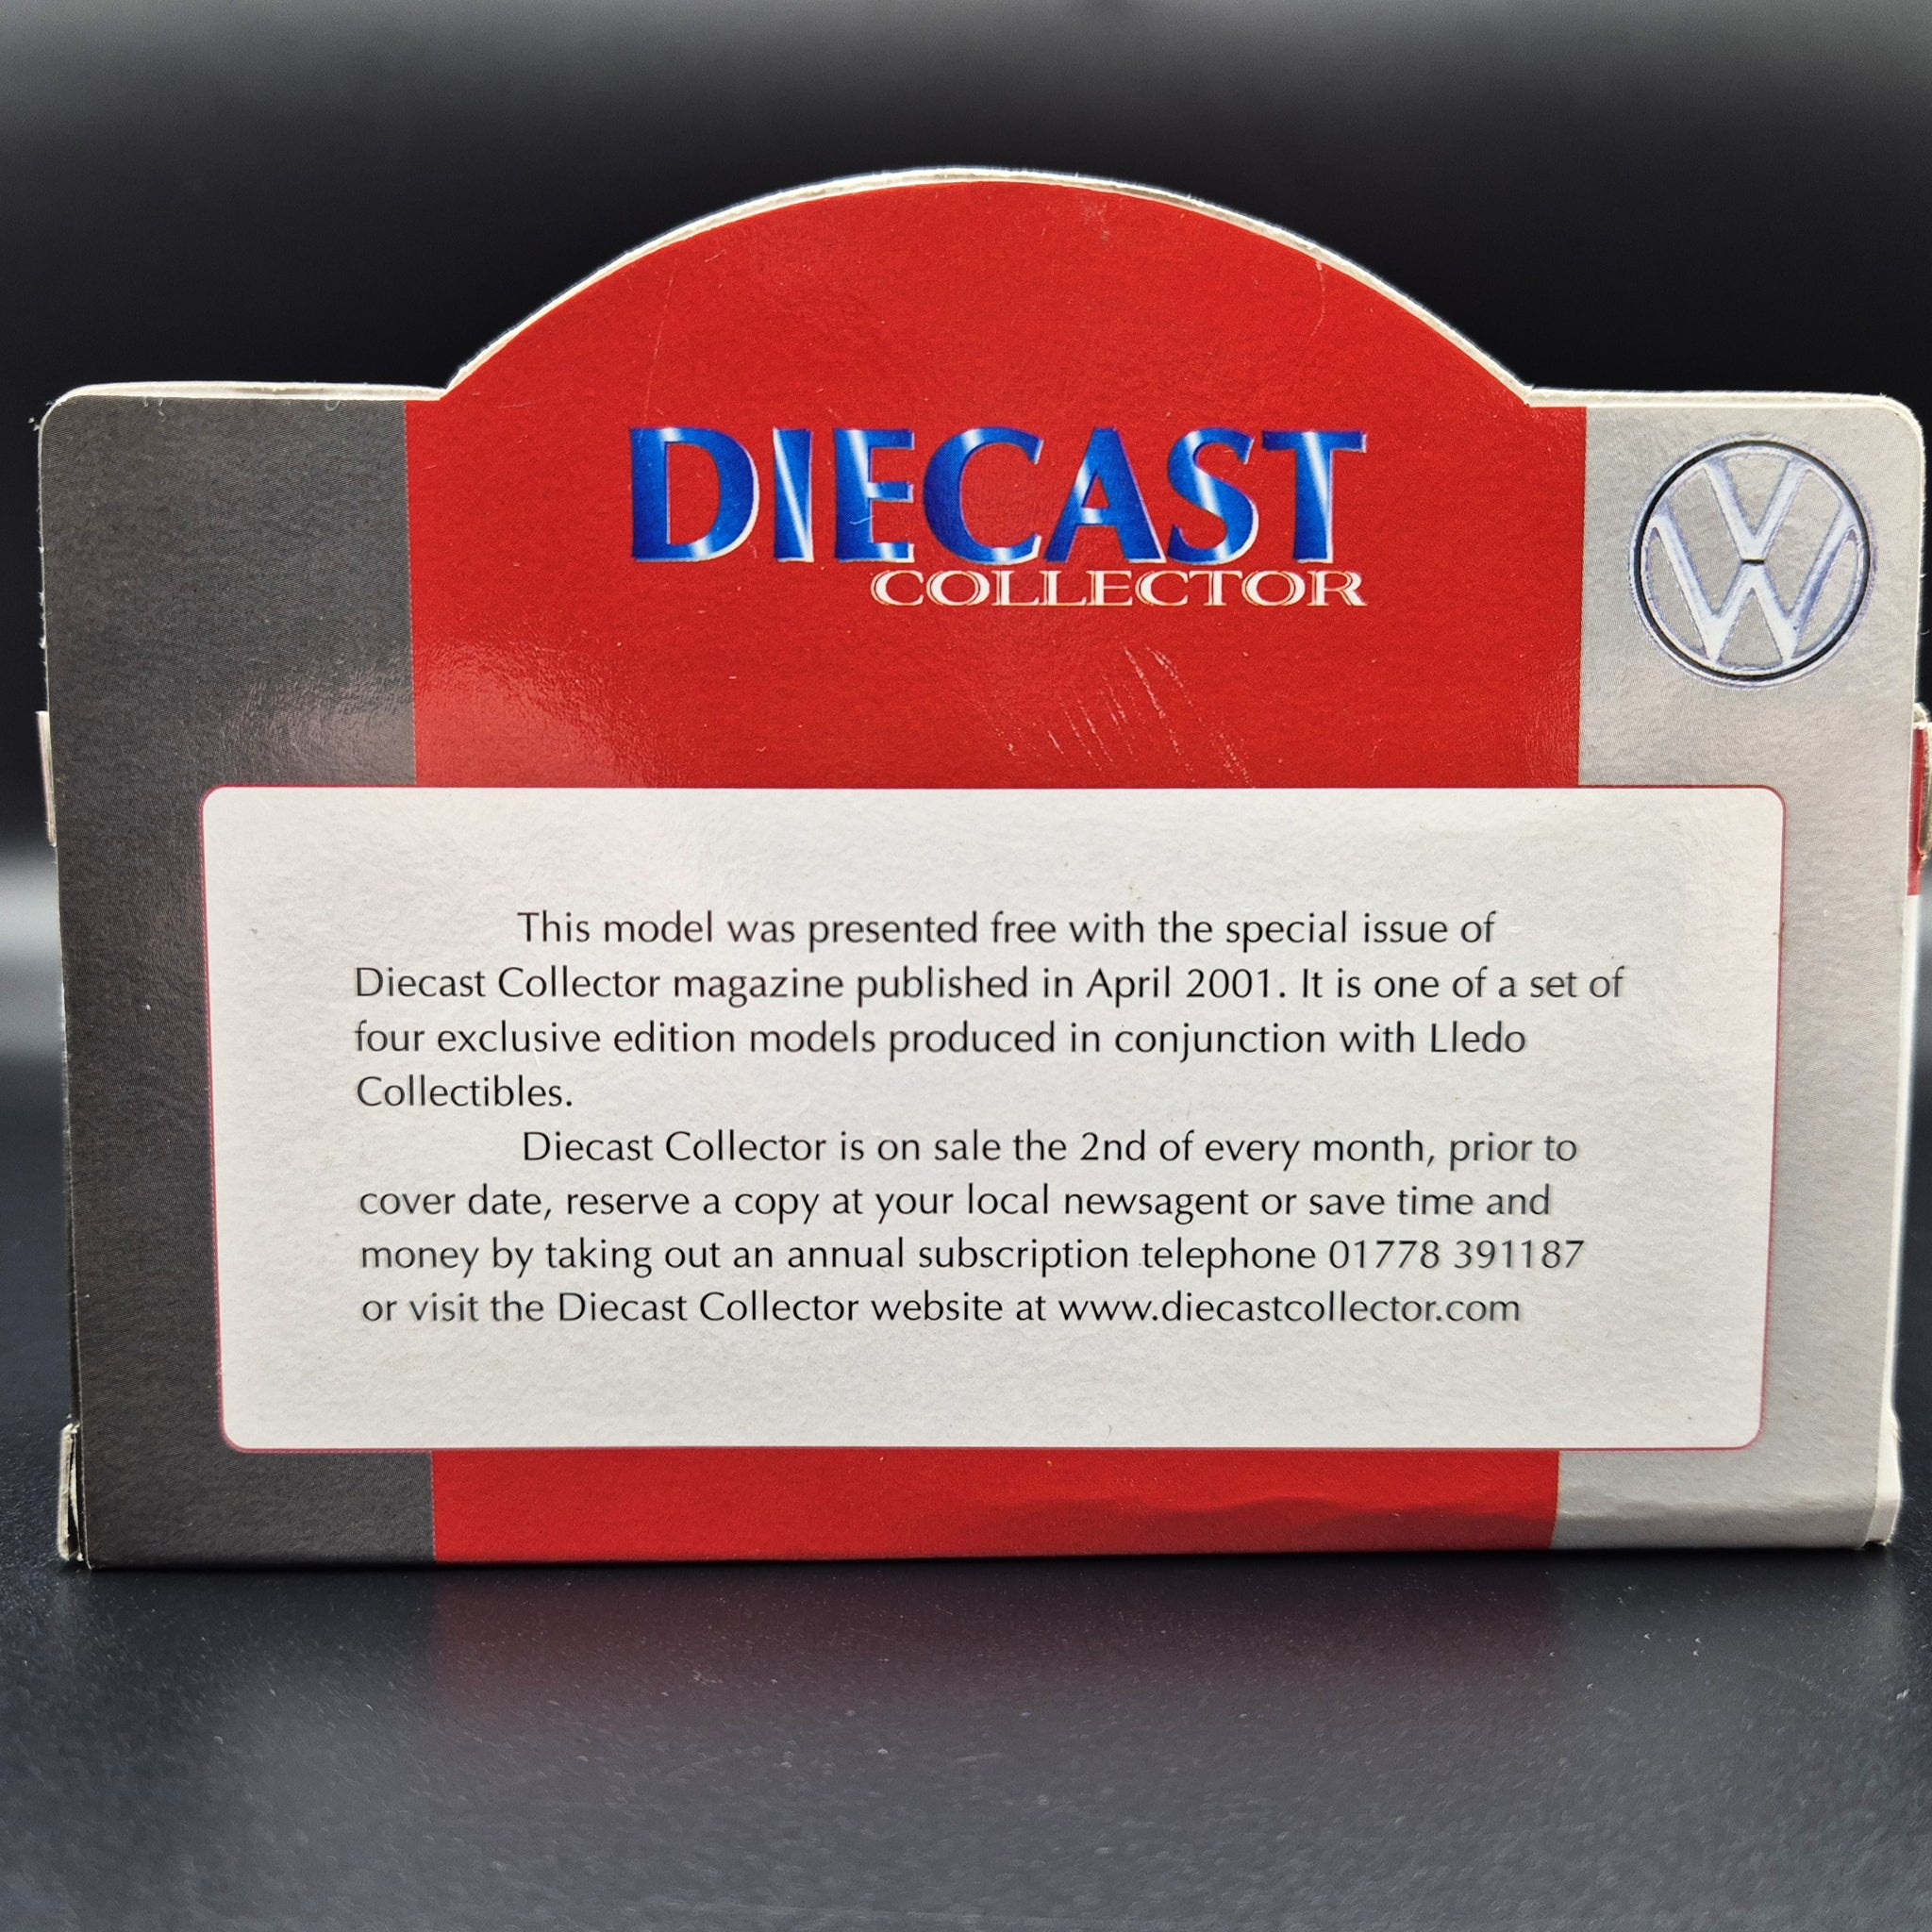 DIECAST
COLLECTOR
This model was presented free with the special issue of
Diecast Collector magazine published in April 2001. It is one of a set of
four exclusive edition models produced in conjunction with Lledo
Collectibles.
Diecast Collector is on sale the 2nd of every month, prior to
cover date, reserve a copy at your local newsagent or save time and
money by taking out an annual subscription telephone 01778 391187
or visit the Diecast Collector website at www.diecastcollector.com